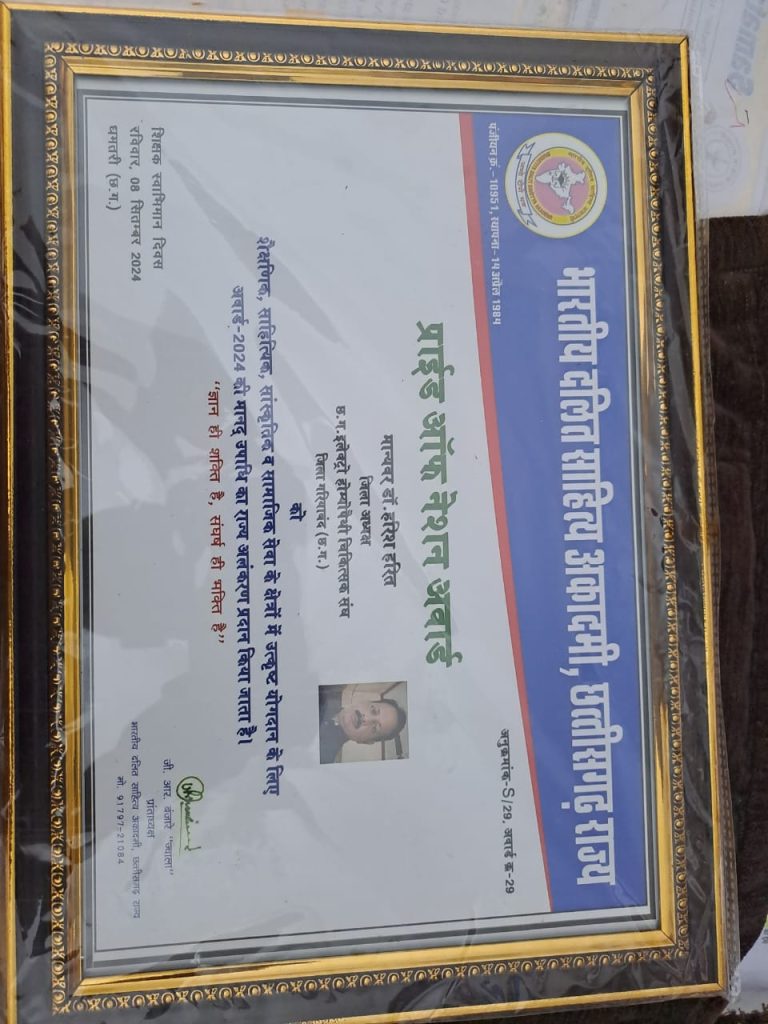 भारतीय दलित साहित्य अकादमी, छत्तीसगढ़ राज्य
पंजीयन क्रं.- 10951, स्थापना-14 अप्रैल 1984
अनुक्रमांक-S/29, अवार्ड क्र-29
प्राईड ऑफ नेशन अवार्ड
मान्यवर डॉ. हरिश हरित
जिला अध्यक्ष
छ.ग.इलेक्ट्रो होम्योपैथी चिकित्सक संघ
जिला गरियाबंद (छ.ग.)
को
शैक्षणिक, साहित्यिक, सांस्कृतिक व सामाजिक सेवा के क्षेत्रों में उत्कृष्ट योगदान के लिए
अवार्ड-2024 की मानद् उपाधि का राज्य अलंकरण प्रदान किया जाता है।
"ज्ञान ही शक्ति है, संघर्ष ही भक्ति है"
शिक्षक स्वाभिमान दिवस
रविवार, 08 सितम्बर 2024
धमतरी (छ.ग.)
जी. आर. बंजारे "ज्वाला"
प्रांताध्यक्ष
भारतीय दलित साहित्य अकादमी, छत्तीसगढ़ राज्य
मो. 91797-21084